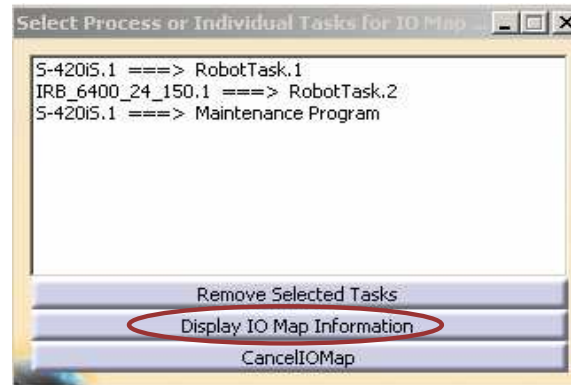 Select Process or Individual Tasks for IO Map ...
S-420iS.1 ===> RobotTask.1
IRB_6400_24_150.1 ===> RobotTask.2
S-420iS.1 ===> Maintenance Program
Remove Selected Tasks
Display IO Map Information
CancelIOMap